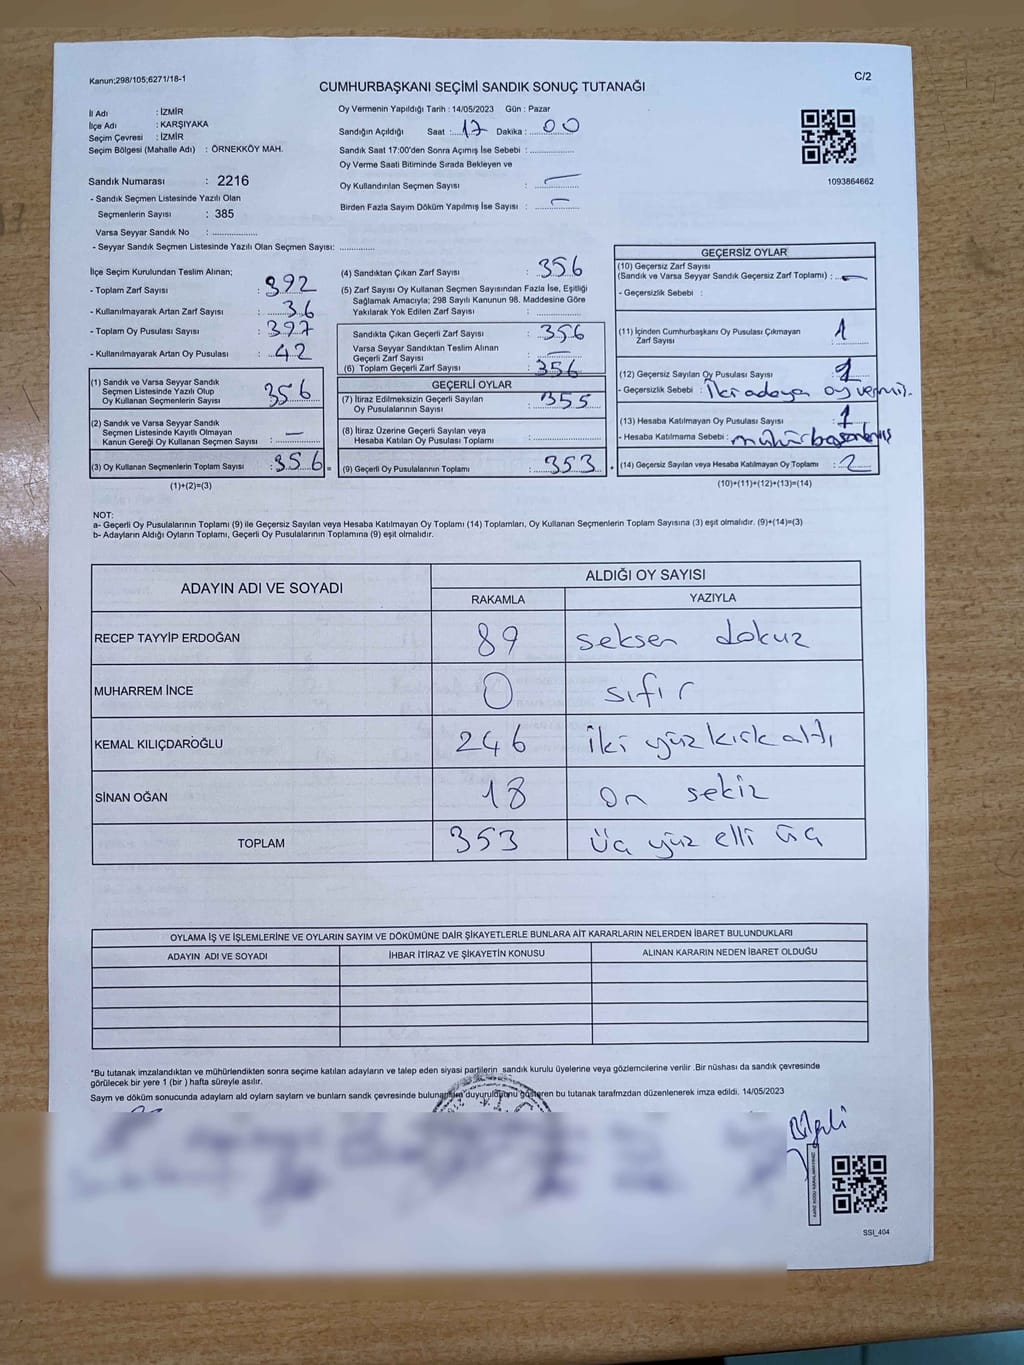 Kanun;298/105;6271/18-1
C/2
CUMHURBAŞKANI SEÇİMİ SANDIK SONUÇ TUTANAĞI
İl Adı : İZMİR
İlçe Adı : KARŞIYAKA
Seçim Çevresi : İZMİR
Seçim Bölgesi (Mahalle Adı) : ÖRNEKKÖY MAH.
Sandık Numarası : 2216
- Sandık Seçmen Listesinde Yazılı Olan
Seçmenlerin Sayısı : 385
Varsa Seyyar Sandık No :
- Seyyar Sandık Seçmen Listesinde Yazılı Olan Seçmen Sayısı:
Oy Vermenin Yapıldığı Tarih : 14/05/2023 Gün : Pazar
Sandığın Açıldığı Saat : 17 Dakika : 00
Sandık Saat 17:00'den Sonra Açımış İse Sebebi :
Oy Verme Saati Bitiminde Sırada Bekleyen ve
Oy Kullandırılan Seçmen Sayısı : —
Birden Fazla Sayım Döküm Yapılmış İse Sayısı : —
1093864662
İlçe Seçim Kurulundan Teslim Alınan;
- Toplam Zarf Sayısı : 392
- Kullanılmayarak Artan Zarf Sayısı : 36
- Toplam Oy Pusulası Sayısı : 397
- Kullanılmayarak Artan Oy Pusulası : 42
(1) Sandık ve Varsa Seyyar Sandık
Seçmen Listesinde Yazılı Olup
Oy Kullanan Seçmenlerin Sayısı : 356
(2) Sandık ve Varsa Seyyar Sandık
Seçmen Listesinde Kayıtlı Olmayan
Kanun Gereği Oy Kullanan Seçmen Sayısı : —
(3) Oy Kullanan Seçmenlerin Toplam Sayısı : 356 =
(1)+(2)=(3)
(4) Sandıktan Çıkan Zarf Sayısı : 356
(5) Zarf Sayısı Oy Kullanan Seçmen Sayısından Fazla İse, Eşitliği
Sağlamak Amacıyla; 298 Sayılı Kanunun 98. Maddesine Göre
Yakılarak Yok Edilen Zarf Sayısı :
Sandıkta Çıkan Geçerli Zarf Sayısı : 356
Varsa Seyyar Sandıktan Teslim Alınan
Geçerli Zarf Sayısı : —
(6) Toplam Geçerli Zarf Sayısı : 356
GEÇERLİ OYLAR
(7) İtiraz Edilmeksizin Geçerli Sayılan
Oy Pusulalarının Sayısı : 355
(8) İtiraz Üzerine Geçerli Sayılan veya
Hesaba Katılan Oy Pusulası Toplamı :
(9) Geçerli Oy Pusulalarının Toplamı : 353
GEÇERSİZ OYLAR
(10) Geçersiz Zarf Sayısı
(Sandık ve Varsa Seyyar Sandık Geçersiz Zarf Toplamı) : —
- Geçersizlik Sebebi :
(11) İçinden Cumhurbaşkanı Oy Pusulası Çıkmayan
Zarf Sayısı : 1
(12) Geçersiz Sayılan Oy Pusulası Sayısı :
- Geçersizlik Sebebi : İki adaya oy vermiş.
(13) Hesaba Katılmayan Oy Pusulası Sayısı : 1
- Hesaba Katılmama Sebebi : mühür
(14) Geçersiz Sayılan veya Hesaba Katılmayan Oy Toplamı : 2
(10)+(11)+(12)+(13)=(14)
NOT:
a- Geçerli Oy Pusulalarının Toplamı (9) ile Geçersiz Sayılan veya Hesaba Katılmayan Oy Toplamı (14) Toplamları, Oy Kullanan Seçmenlerin Toplam Sayısına (3) eşit olmalıdır. (9)+(14)=(3)
b- Adayların Aldığı Oyların Toplamı, Geçerli Oy Pusulalarının Toplamına (9) eşit olmalıdır.
ADAYIN ADI VE SOYADI
ALDIĞI OY SAYISI
RAKAMLA YAZIYLA
RECEP TAYYİP ERDOĞAN 89 seksen dokuz
MUHARREM İNCE 0 sıfır
KEMAL KILIÇDAROĞLU 246 iki yüz kırk altı
SİNAN OĞAN 18 on sekiz
TOPLAM 353 üç yüz elli üç
OYLAMA İŞ VE İŞLEMLERİNE VE OYLARIN SAYIM VE DÖKÜMÜNE DAİR ŞİKAYETLERLE BUNLARA AİT KARARLARIN NELERDEN İBARET BULUNDUKLARI
ADAYIN ADI VE SOYADI İHBAR İTİRAZ VE ŞİKAYETİN KONUSU ALINAN KARARIN NEDEN İBARET OLDUĞU
*Bu tutanak imzalandıktan ve mühürlendikten sonra seçime katılan adayların ve talep eden siyasi partilerin sandık kurulu üyelerine veya gözlemcilerine verilir .Bir nüshası da sandık çevresinde
görülecek bir yere 1 (bir ) hafta süreyle asılır.
Sayım ve döküm sonucunda adayların ald oyların sayların ve bunların sandk çevresinde duyurulduunu gösteren bu tutanak tarafmzdan düzenlenerek imza edildi. 14/05/2023
SSI_404